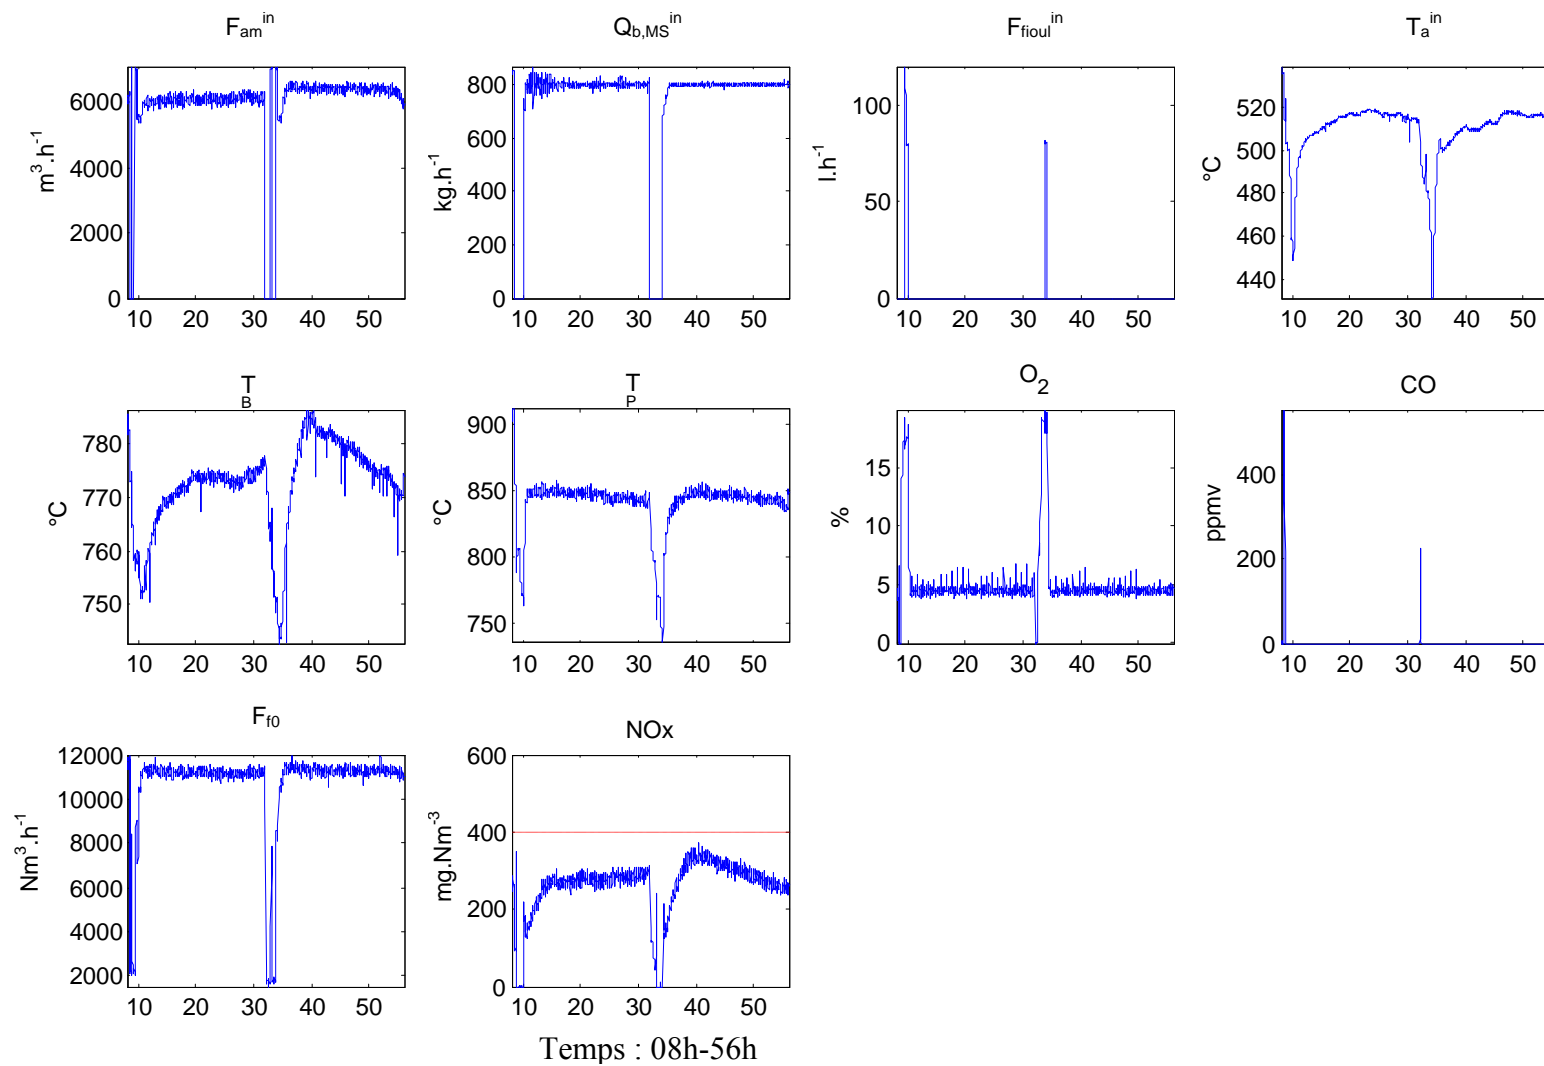 F_am^in
Q_b,MS^in
F_fioul^in
T_a^in
m^3.h^-1
6000
4000
2000
0
10 20 30 40 50
kg.h^-1
800
600
400
200
0
10 20 30 40 50
l.h^-1
100
50
0
10 20 30 40 50
°C
520
500
480
460
440
10 20 30 40 50
T_B
T_P
O_2
CO
°C
780
770
760
750
10 20 30 40 50
°C
900
850
800
750
10 20 30 40 50
%
15
10
5
0
10 20 30 40 50
ppmv
400
200
0
10 20 30 40 50
F_f0
NOx
Nm^3.h^-1
12000
10000
8000
6000
4000
2000
10 20 30 40 50
mg.Nm^-3
600
400
200
0
10 20 30 40 50
Temps : 08h-56h